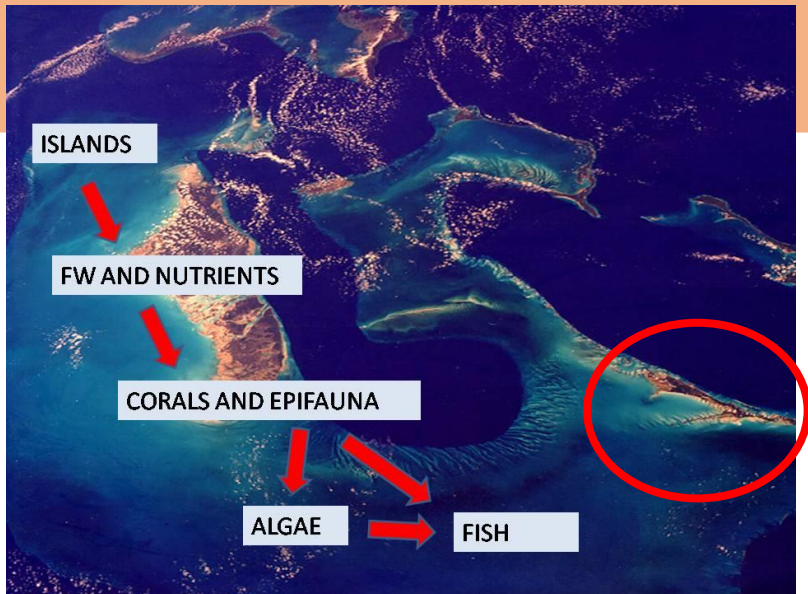 ISLANDS
FW AND NUTRIENTS
CORALS AND EPIFAUNA
ALGAE
FISH